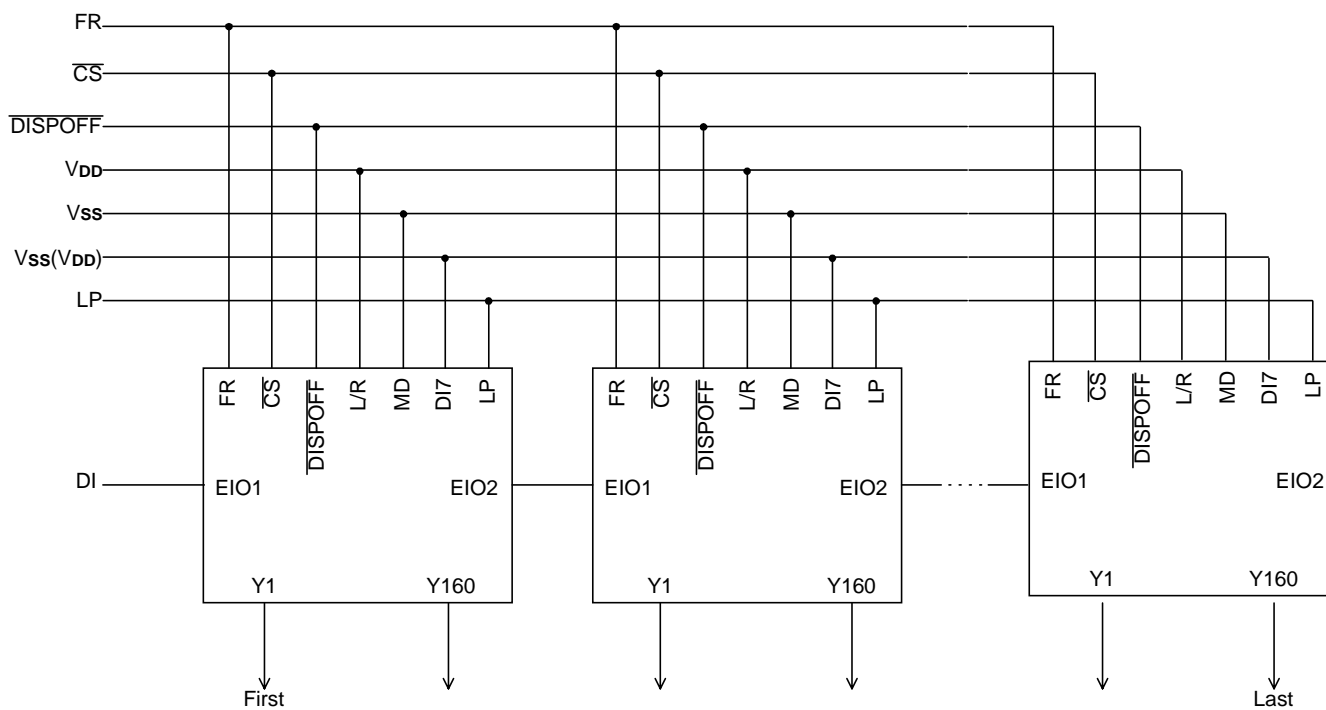 FR
CS
DISPOFF
VDD
VSS
VSS(VDD)
LP
FR CS DISPOFF L/R MD DI7 LP
FR CS DISPOFF L/R MD DI7 LP
FR CS DISPOFF L/R MD DI7 LP
DI EIO1 EIO2 EIO1 EIO2 EIO1 EIO2
Y1 Y160 Y1 Y160 Y1 Y160
First Last